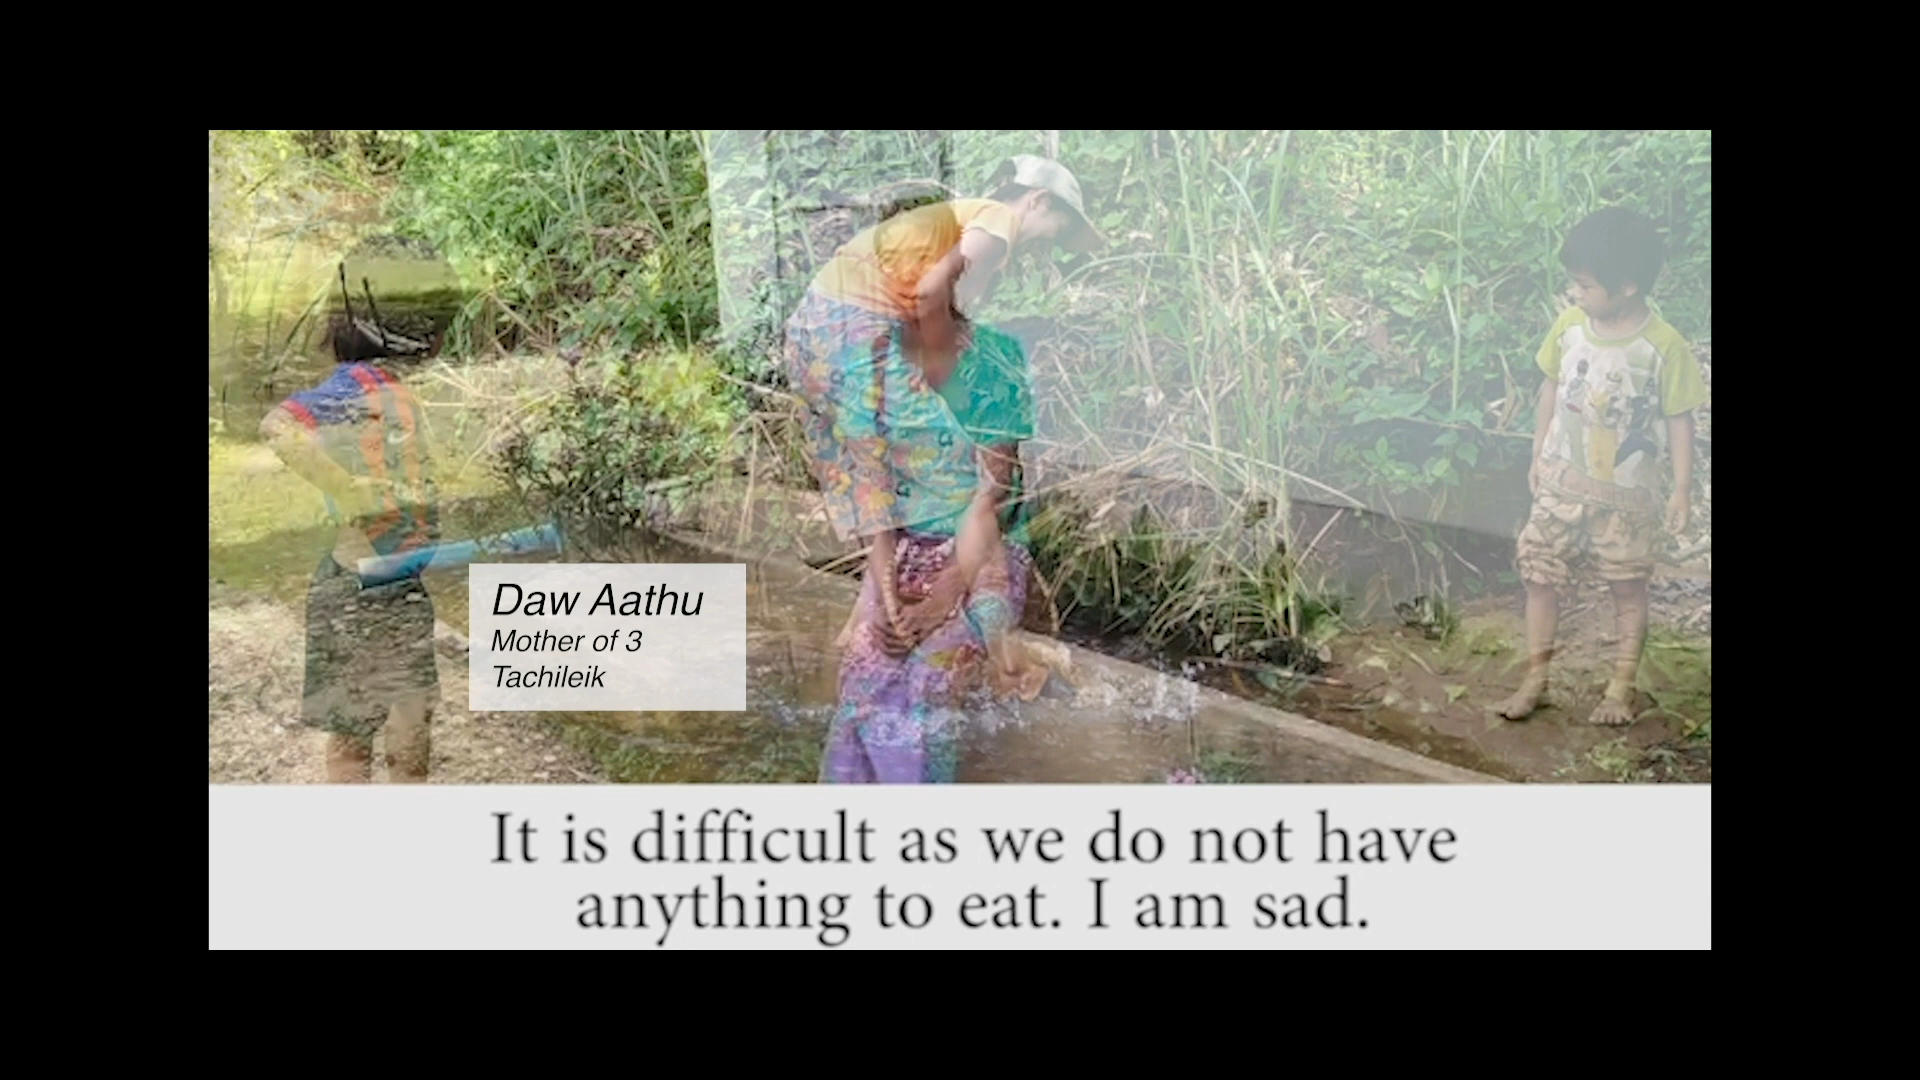 Daw Aathu
Mother of 3
Tachileik
It is difficult as we do not have
anything to eat. I am sad.